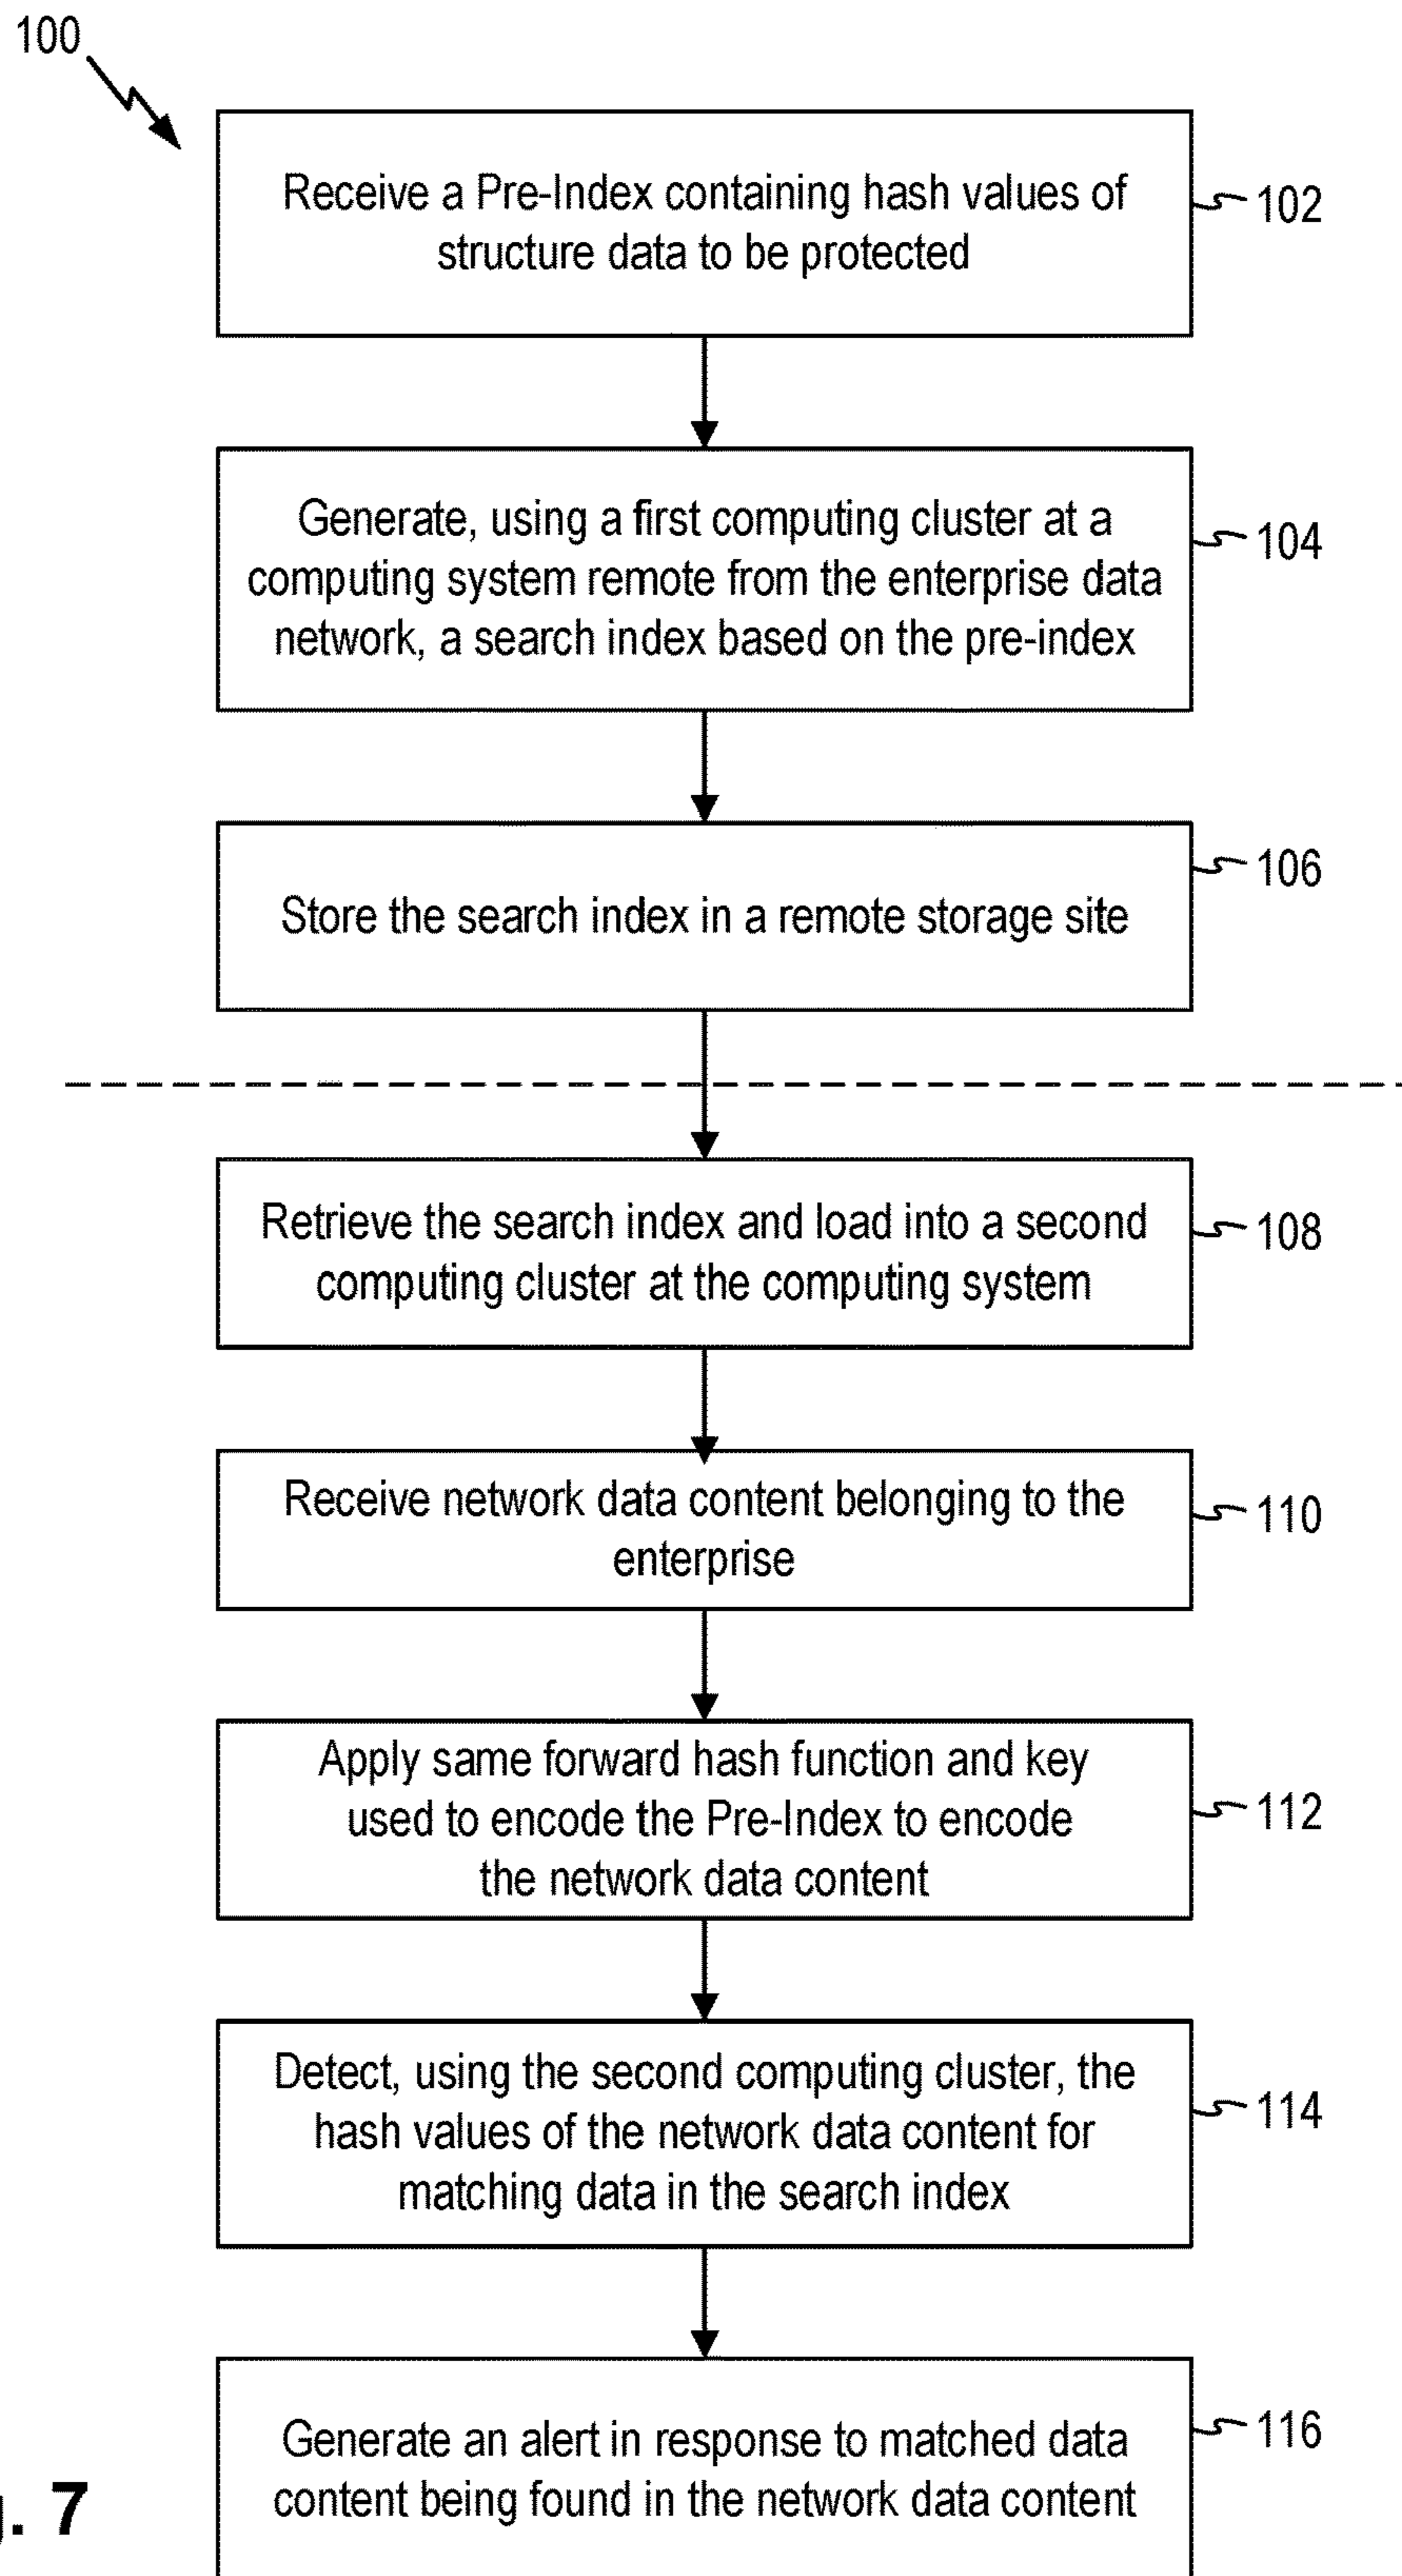 100
Receive a Pre-Index containing hash values of
structure data to be protected
102
Generate, using a first computing cluster at a
computing system remote from the enterprise data
network, a search index based on the pre-index
104
Store the search index in a remote storage site
106
Retrieve the search index and load into a second
computing cluster at the computing system
108
Receive network data content belonging to the
enterprise
110
Apply same forward hash function and key
used to encode the Pre-Index to encode
the network data content
112
Detect, using the second computing cluster, the
hash values of the network data content for
matching data in the search index
114
Generate an alert in response to matched data
content being found in the network data content
116
7